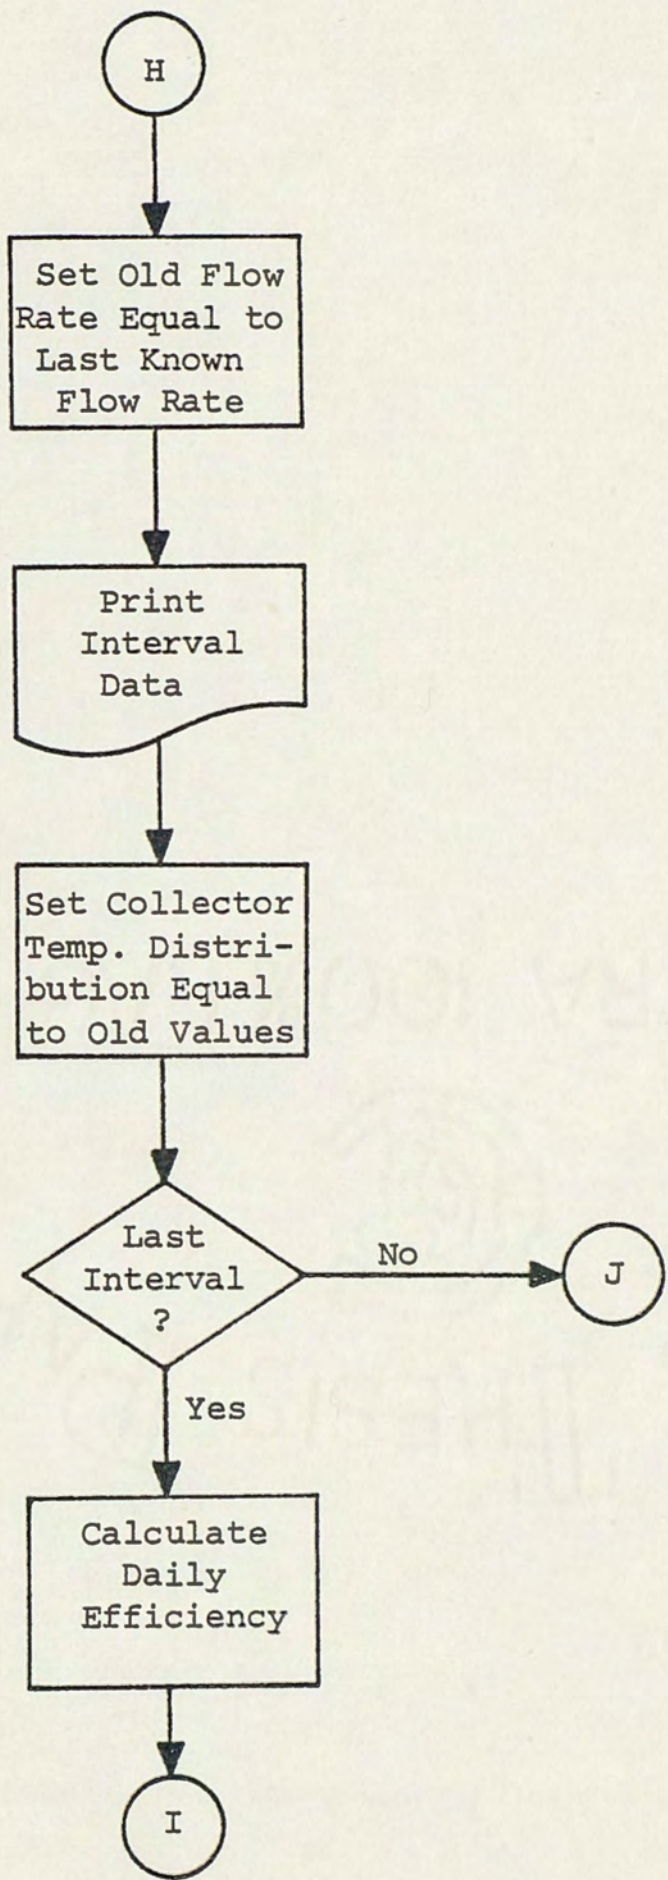 H
Set Old Flow
Rate Equal to
Last Known
Flow Rate
Print
Interval
Data
Set Collector
Temp. Distri-
bution Equal
to Old Values
Last
Interval
?
No
J
Yes
Calculate
Daily
Efficiency
I